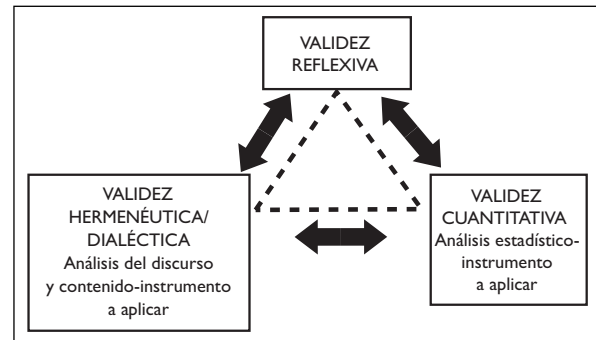 VALIDEZ
REFLEXIVA
VALIDEZ
HERMENÉUTICA/
DIALÉCTICA
Análisis del discurso
y contenido-instrumento
a aplicar
VALIDEZ
CUANTITATIVA
Análisis estadístico-
instrumento
a aplicar